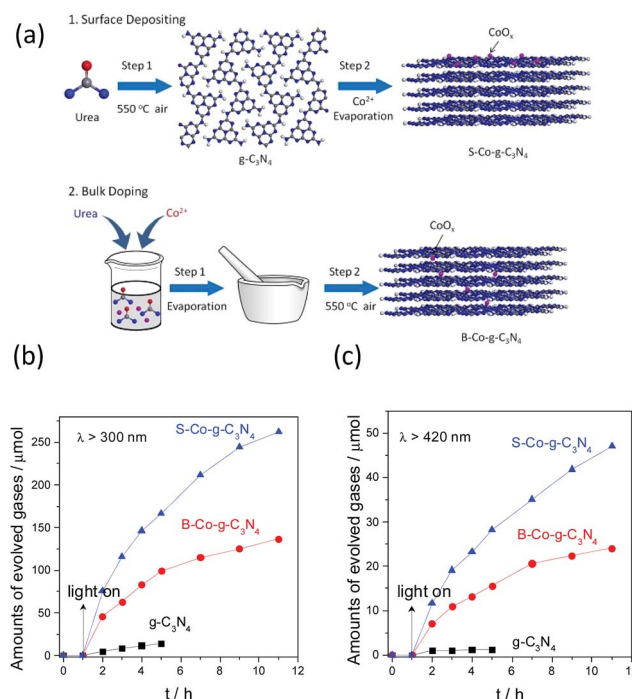 (a)
1. Surface Depositing
Urea
Step 1
550 °C air
g-C₃N₄
Step 2
Co²⁺
Evaporation
CoOₓ
S-Co-g-C₃N₄
2. Bulk Doping
Urea
Co²⁺
Step 1
Evaporation
Step 2
550 °C air
CoOₓ
B-Co-g-C₃N₄
(b)
Amounts of evolved gases / μmol
250
200
150
100
50
0
λ > 300 nm
S-Co-g-C₃N₄
B-Co-g-C₃N₄
light on
g-C₃N₄
0 2 4 6 8 10 12
t / h
(c)
Amounts of evolved gases / μmol
50
40
30
20
10
0
λ > 420 nm
S-Co-g-C₃N₄
B-Co-g-C₃N₄
light on
g-C₃N₄
0 2 4 6 8 10 12
t / h